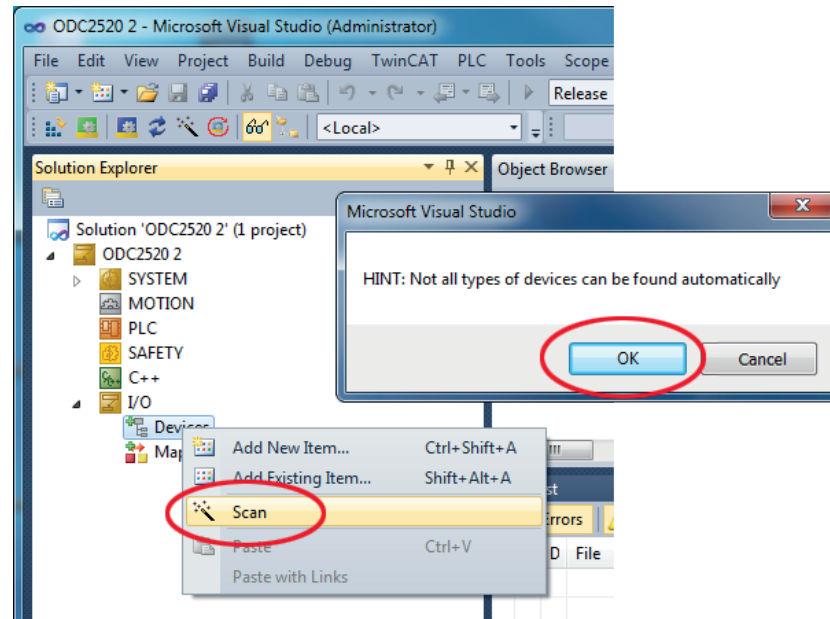 ODC2520 2 - Microsoft Visual Studio (Administrator)
File Edit View Project Build Debug TwinCAT PLC Tools Scope
Release
<Local>
Solution Explorer
Object Browser
Solution 'ODC2520 2' (1 project)
ODC2520 2
SYSTEM
MOTION
PLC
SAFETY
C++
I/O
Devices
Map
Microsoft Visual Studio
X
HINT: Not all types of devices can be found automatically
OK Cancel
Add New Item... Ctrl+Shift+A
Add Existing Item... Shift+Alt+A
Scan
Paste Ctrl+V
Paste with Links
st
Errors
D File